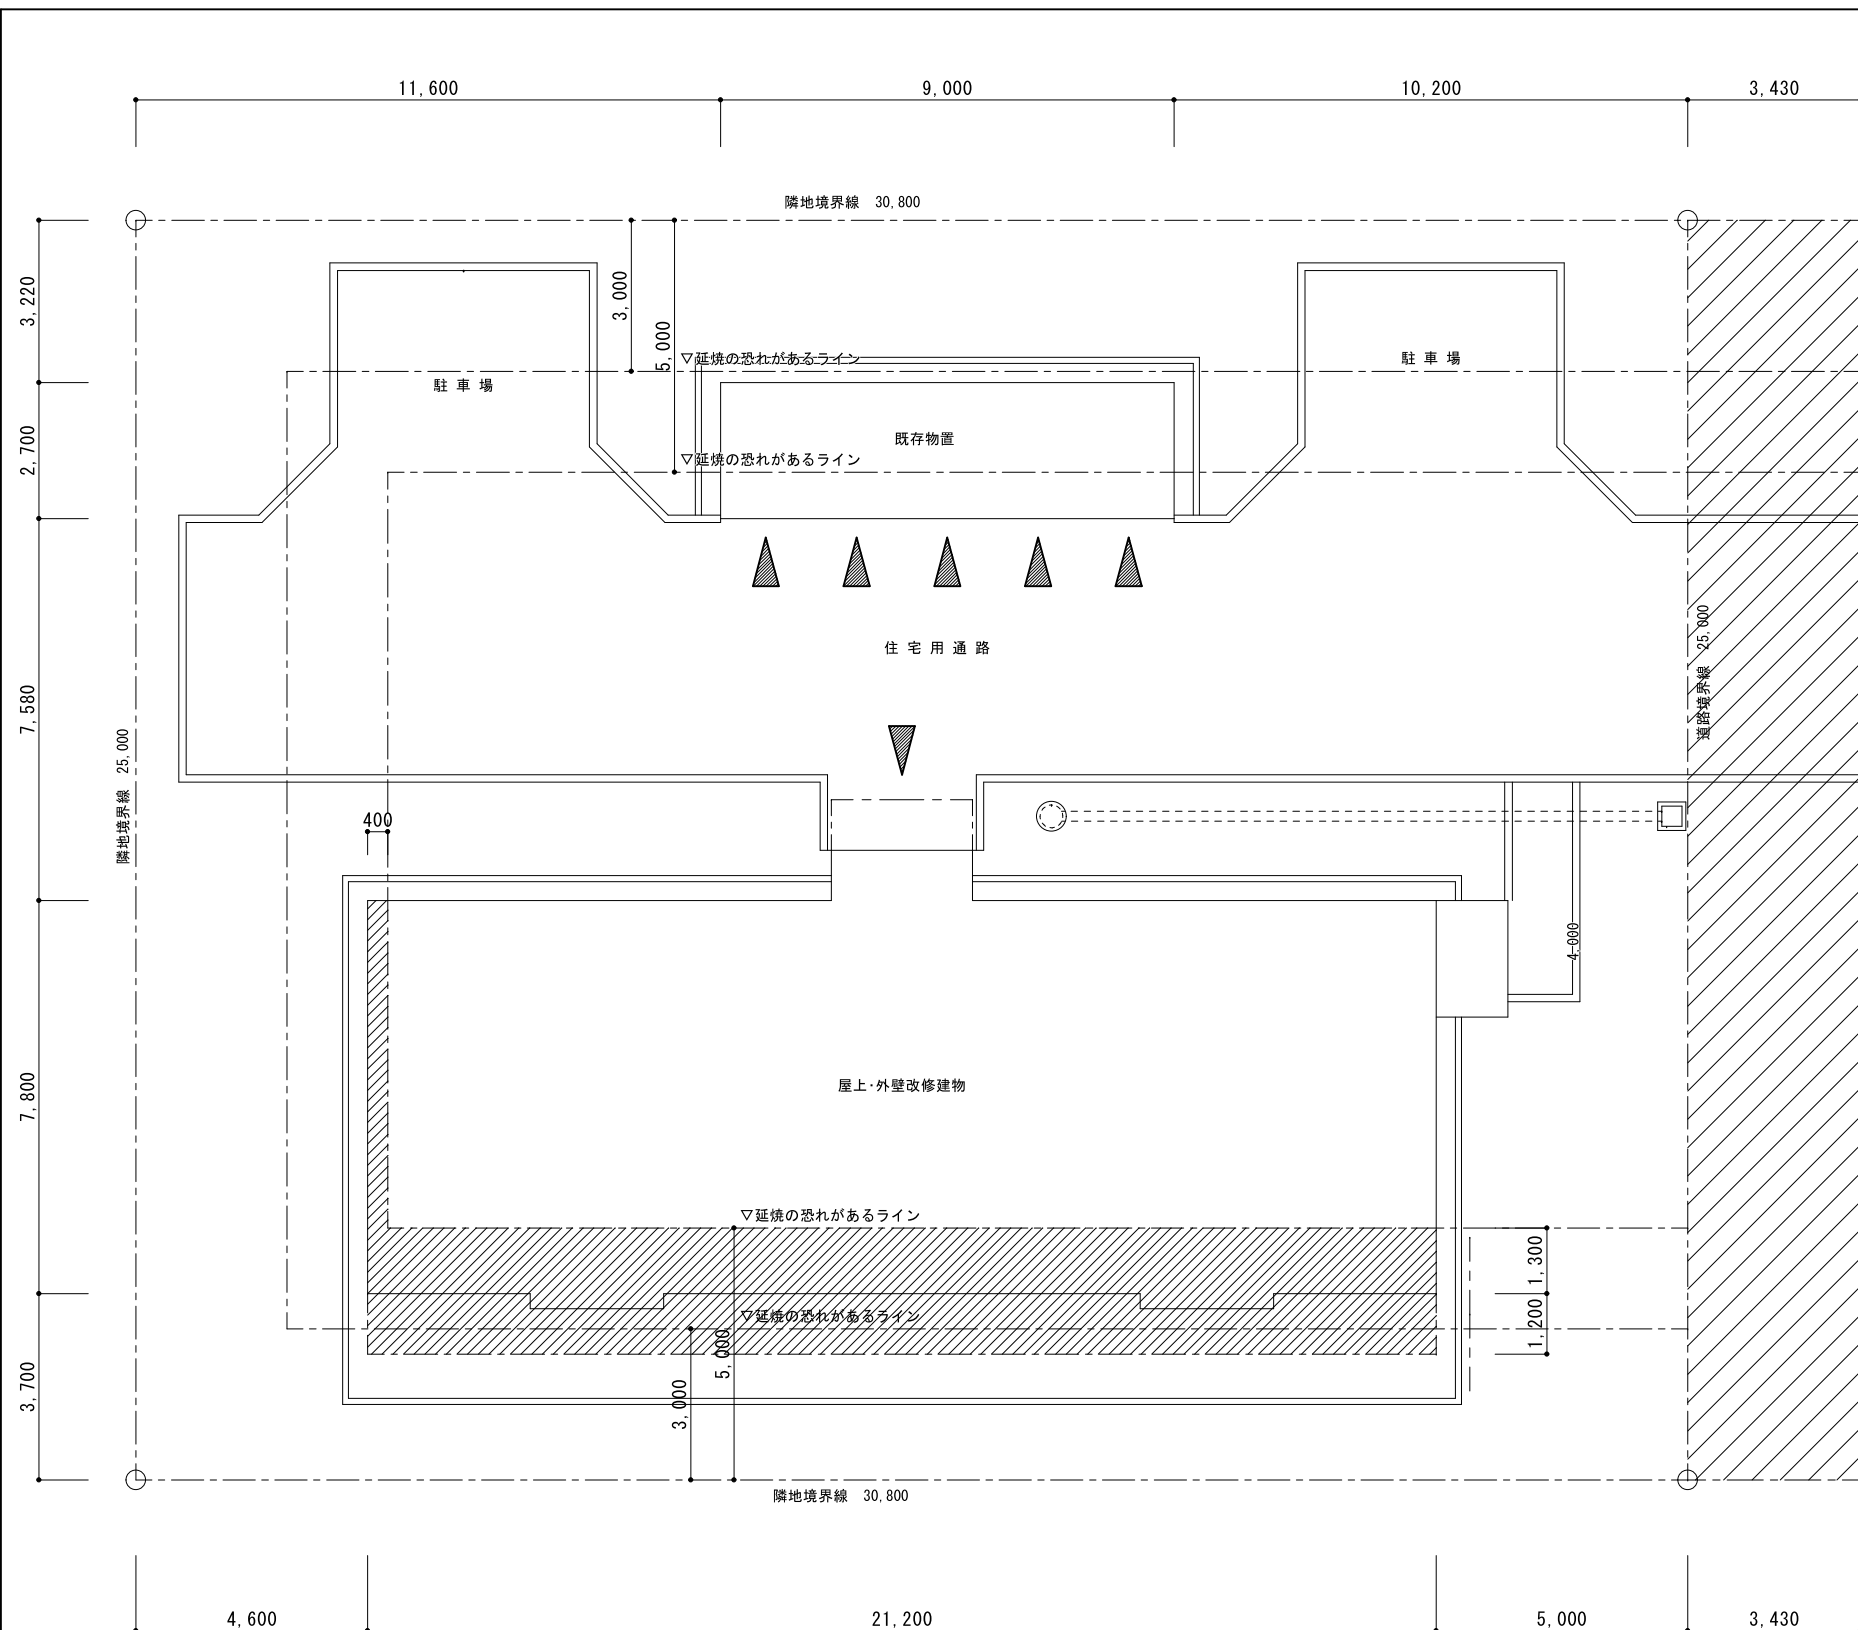 11,600
9,000
10,200
3,430
隣地境界線 30,800
3,220
3,000
5,000
▽延焼の恐れがあるライン
駐車場
駐車場
2,700
既存物置
▽延焼の恐れがあるライン
住宅用通路
道路境界線 25,000
7,580
隣地境界線 25,000
400
4.000
屋上・外壁改修建物
7,800
▽延焼の恐れがあるライン
1,300
▽延焼の恐れがあるライン
1,200
5,000
3,000
3,700
隣地境界線 30,800
4,600
21,200
5,000
3,430